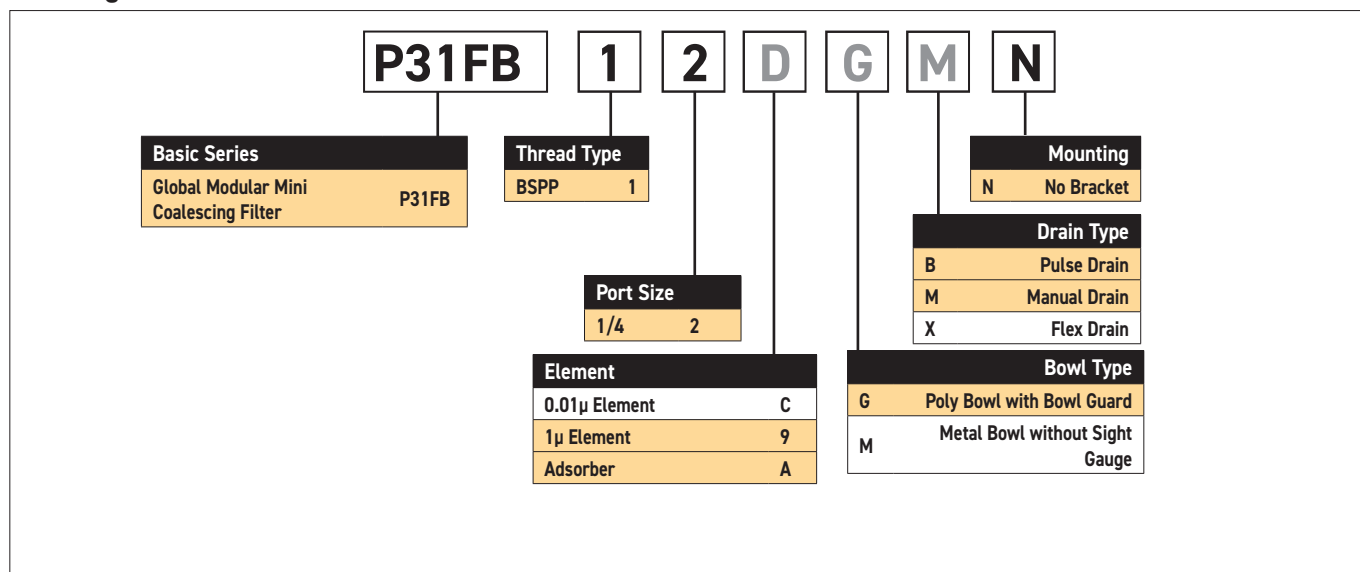 P31FB 1 2 D G M N
Basic Series
Global Modular Mini
Coalescing Filter P31FB
Thread Type
BSPP 1
Mounting
N No Bracket
Drain Type
B Pulse Drain
M Manual Drain
X Flex Drain
Port Size
1/4 2
Element
0.01µ Element C
1µ Element 9
Adsorber A
Bowl Type
G Poly Bowl with Bowl Guard
M Metal Bowl without Sight
Gauge